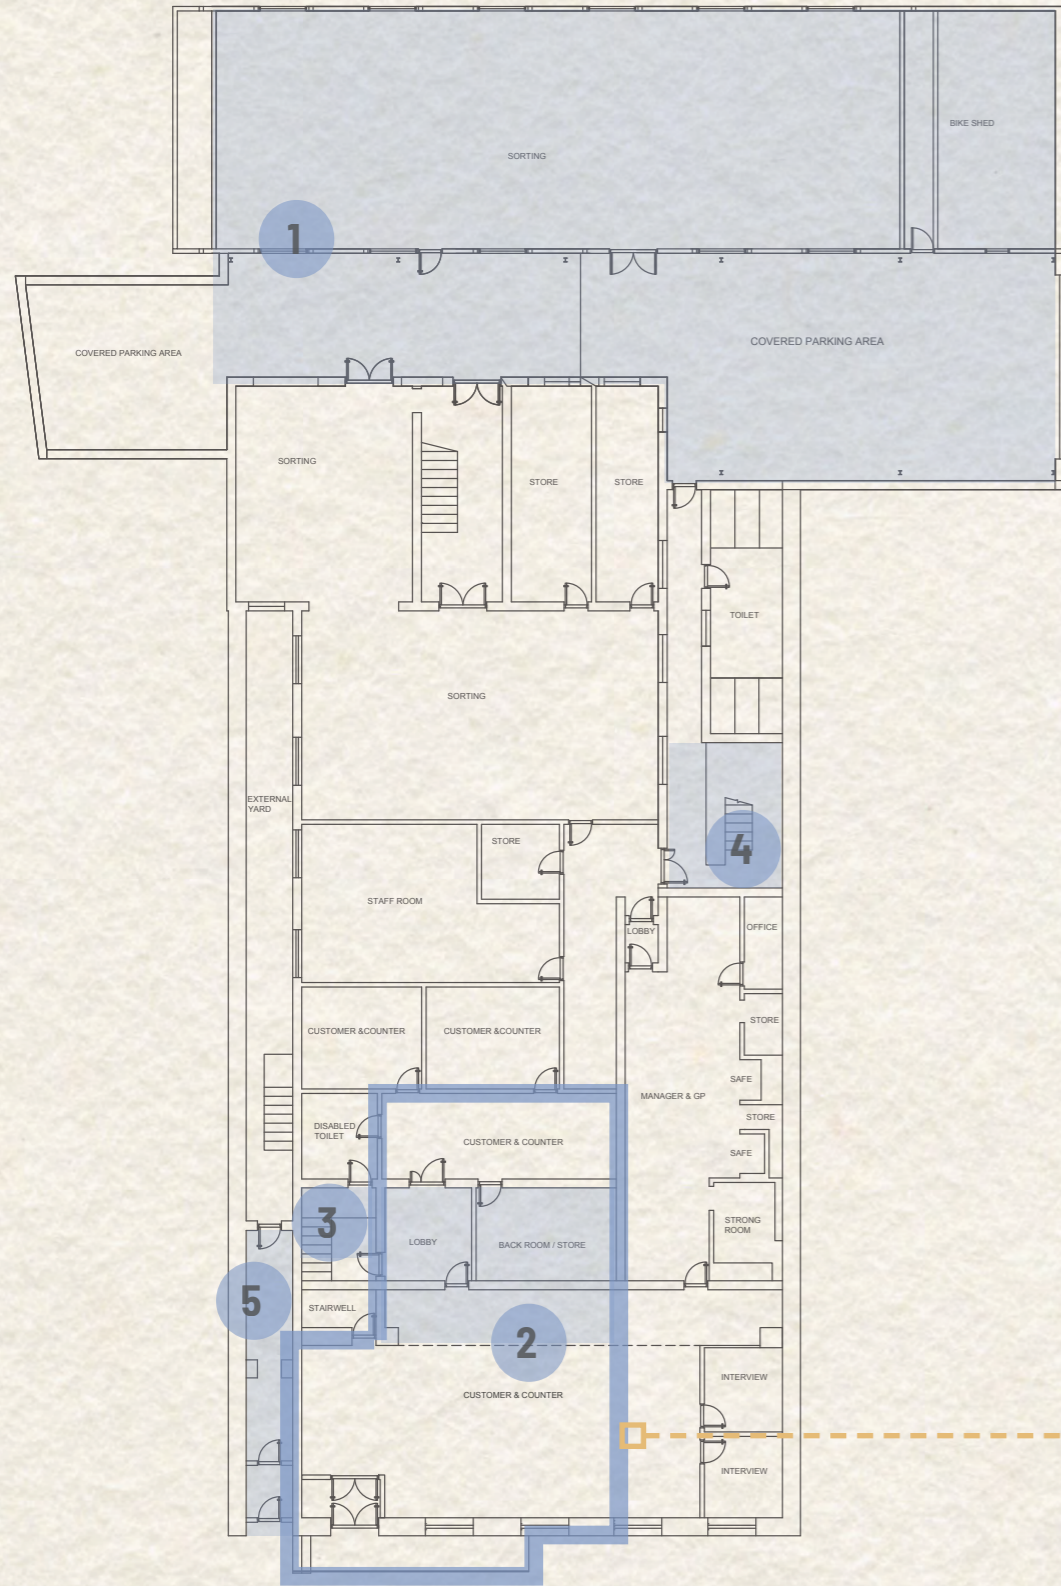 BIKE SHED
SORTING
1
COVERED PARKING AREA
COVERED PARKING AREA
SORTING
STORE
STORE
TOILET
SORTING
EXTERNAL
YARD
STORE
4
STAFF ROOM
OFFICE
LOBBY
STORE
CUSTOMER &COUNTER
CUSTOMER &COUNTER
SAFE
MANAGER & GP
STORE
DISABLED
TOILET
CUSTOMER & COUNTER
SAFE
3
STRONG
ROOM
LOBBY
BACK ROOM / STORE
5
STAIRWELL
2
INTERVIEW
CUSTOMER & COUNTER
INTERVIEW